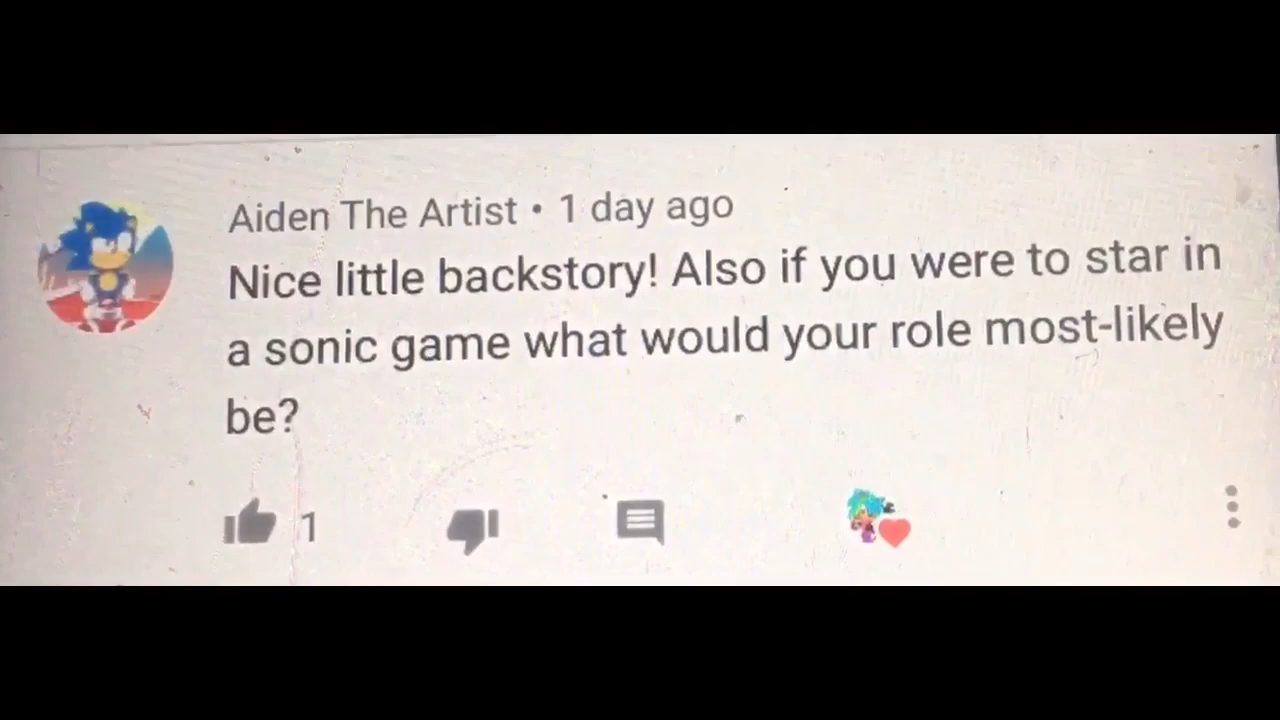 Aiden The Artist • 1 day ago
Nice little backstory! Also if you were to star in
a sonic game what would your role most-likely
be?
1